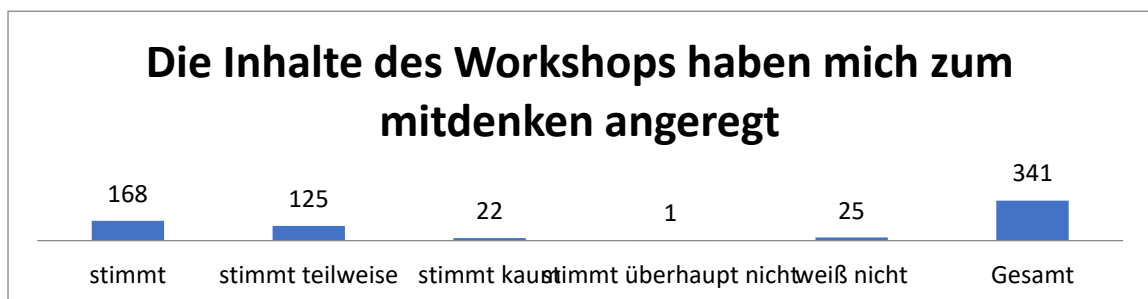 Die Inhalte des Workshops haben mich zum
mitdenken angeregt
168 125 22 1 25 341
stimmt stimmt teilweise stimmt kaum stimmt überhaupt nicht weiß nicht Gesamt